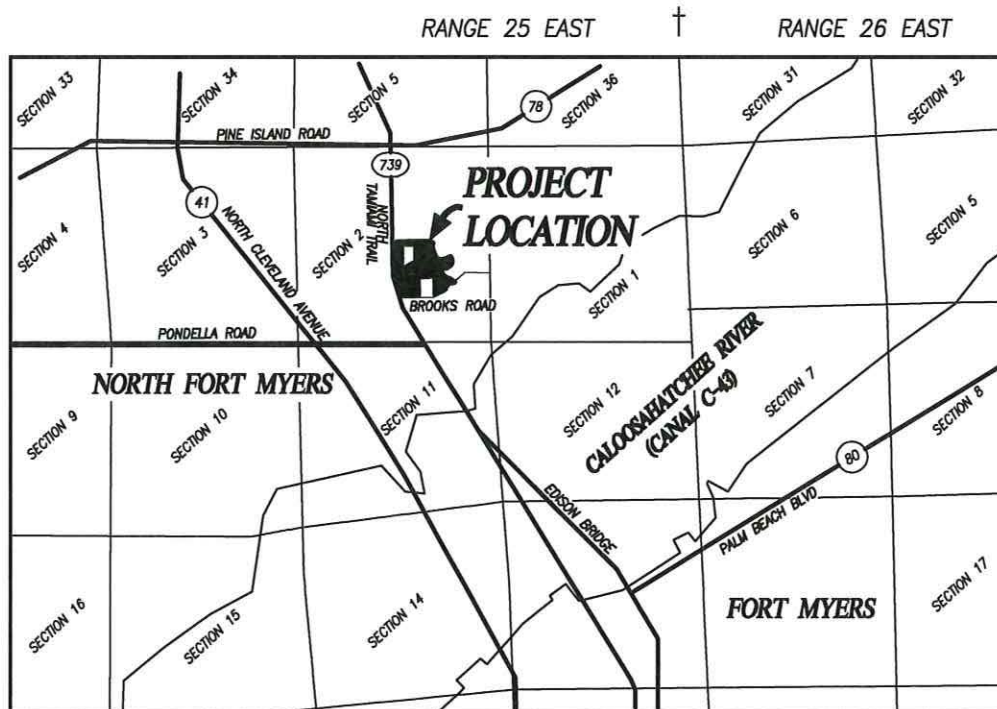 RANGE 25 EAST
†
RANGE 26 EAST
SECTION 33
SECTION 34
SECTION 5
SECTION 36
SECTION 31
SECTION 32
78
PINE ISLAND ROAD
739
41
NORTH
TAMIAMI TRAIL
PROJECT
LOCATION
SECTION 4
SECTION 3
NORTH CLEVELAND AVENUE
SECTION 2
SECTION 6
SECTION 5
SECTION 1
BROOKS ROAD
PONDELLA ROAD
NORTH FORT MYERS
SECTION 9
SECTION 10
SECTION 11
SECTION 12
CALOOSAHATCHEE RIVER
(CANAL C-43)
SECTION 7
SECTION 8
80
EDISON BRIDGE
PALM BEACH BLVD
SECTION 16
SECTION 15
SECTION 14
FORT MYERS
SECTION 17